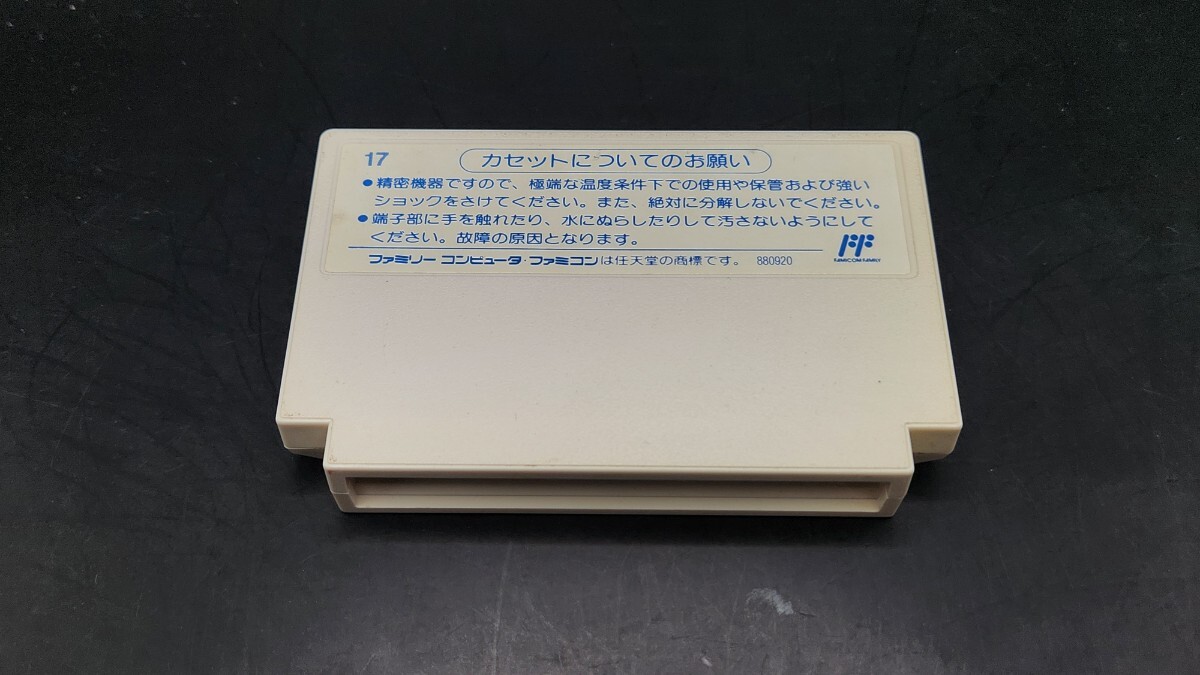 17
カセットについてのお願い
●精密機器ですので、極端な温度条件下での使用や保管および強い
ショックをさけてください。また、絶対に分解しないでください。
●端子部に手を触れたり、水にぬらしたりして汚さないようにして
ください。故障の原因となります。
FAMICOM FAMILY
ファミリー コンピュータ・ファミコンは任天堂の商標です。 880920